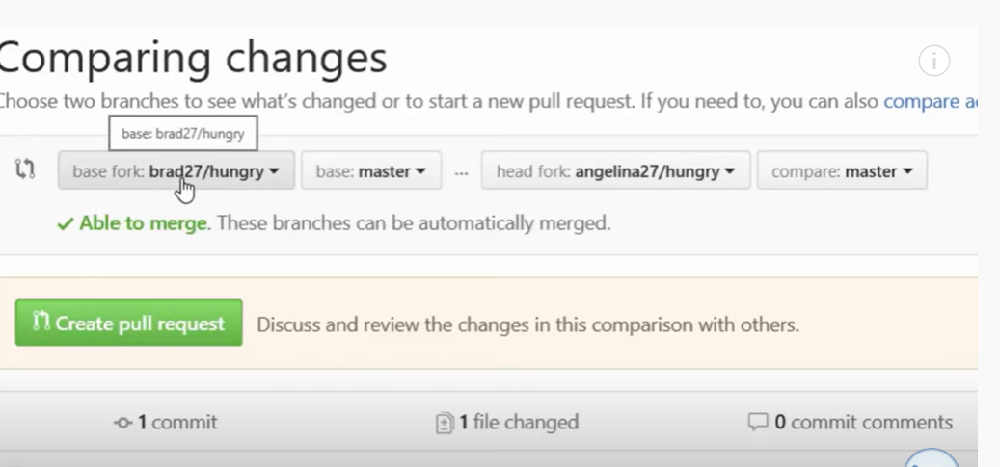 Comparing changes
Choose two branches to see what's changed or to start a new pull request. If you need to, you can also compare
base: brad27/hungry
base fork: brad27/hungry base: master ... head fork: angelina27/hungry compare: master
Able to merge. These branches can be automatically merged.
Create pull request Discuss and review the changes in this comparison with others.
1 commit 1 file changed 0 commit comments